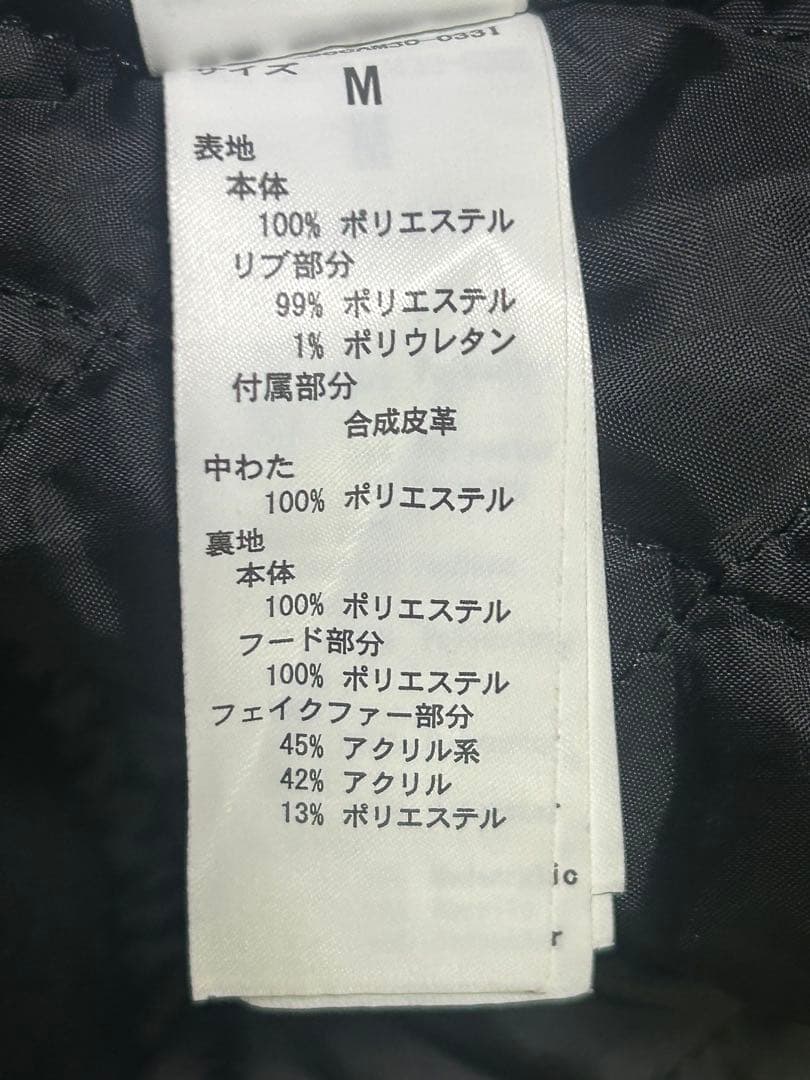 サイズ
M
表地
本体
100% ポリエステル
リブ部分
99% ポリエステル
1% ポリウレタン
付属部分
合成皮革
中わた
100% ポリエステル
裏地
本体
100% ポリエステル
フード部分
100% ポリエステル
フェイクファー部分
45% アクリル系
42% アクリル
13% ポリエステル